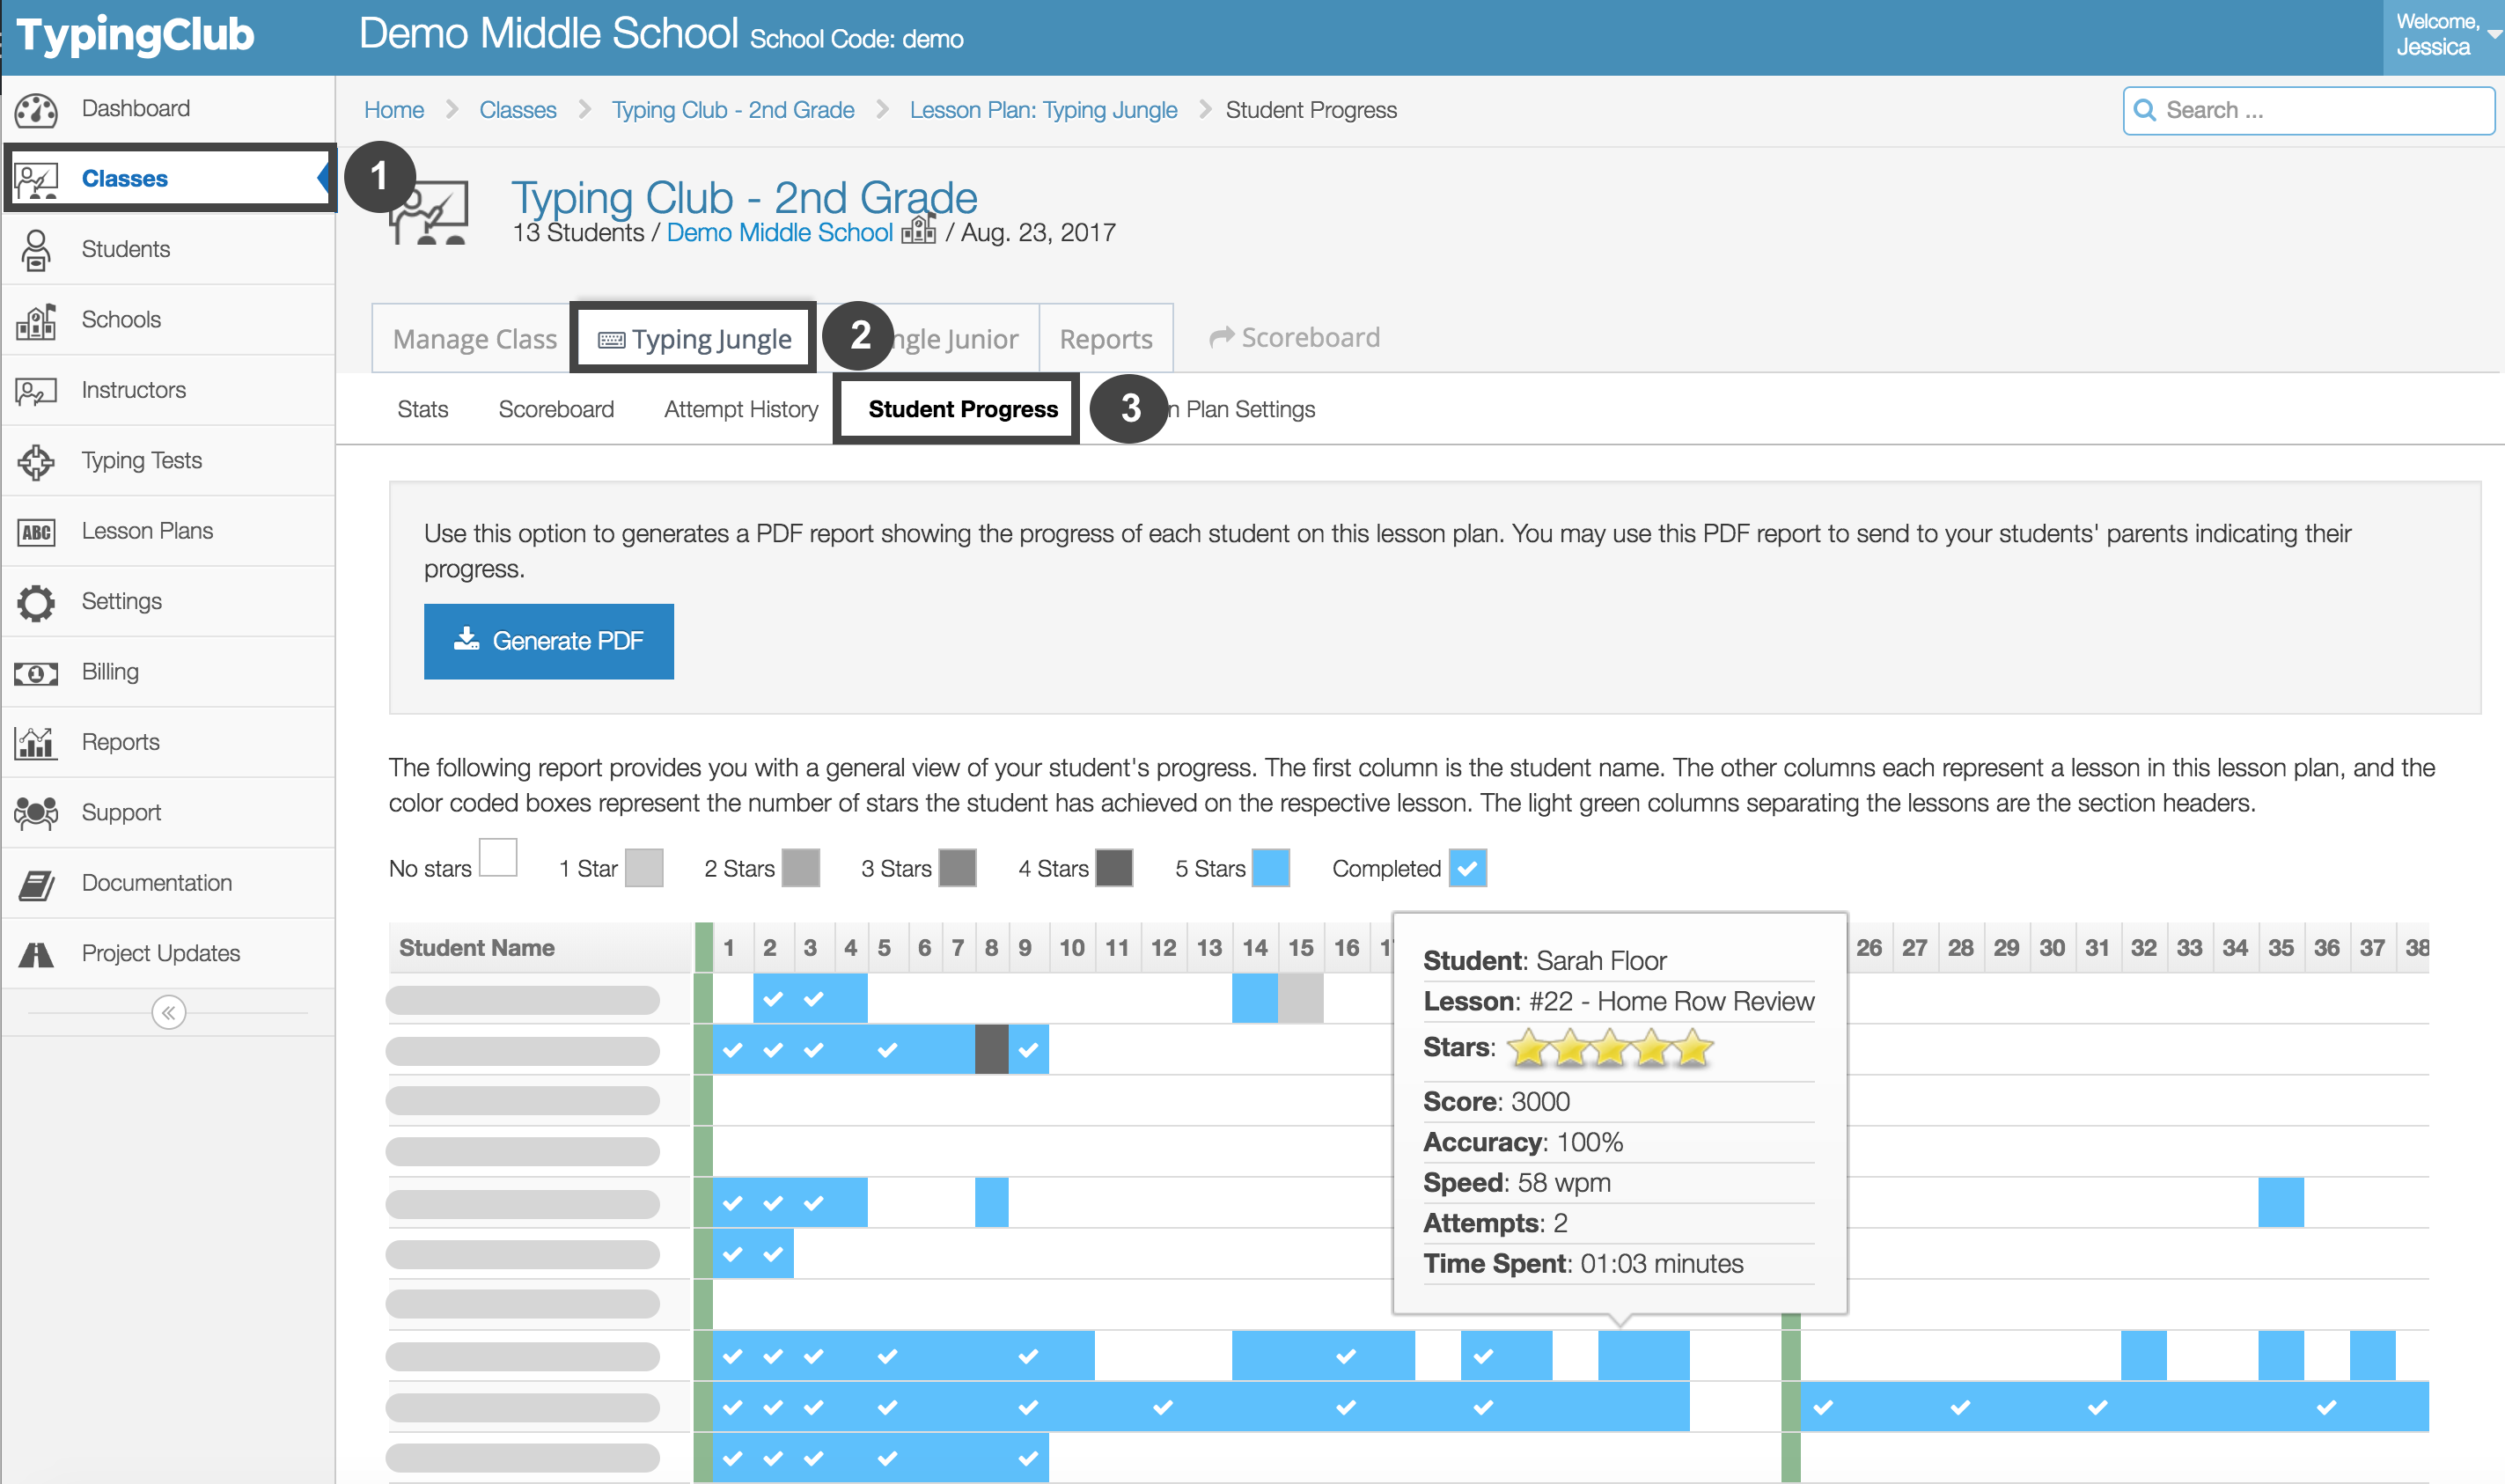 TypingClub
Demo Middle School School Code: demo
Welcome,
Jessica
Dashboard
Classes
Students
Schools
Instructors
Typing Tests
ABC
Lesson Plans
Settings
1
Billing
Reports
Support
Documentation
Project Updates
Home Classes Typing Club - 2nd Grade Lesson Plan: Typing Jungle Student Progress
Search ...
1
Typing Club - 2nd Grade
13 Students / Demo Middle School / Aug. 23, 2017
Manage Class Typing Jungle 2 ngle Junior Reports Scoreboard
Stats Scoreboard Attempt History Student Progress 3 n Plan Settings
Use this option to generates a PDF report showing the progress of each student on this lesson plan. You may use this PDF report to send to your students' parents indicating their
progress.
Generate PDF
The following report provides you with a general view of your student's progress. The first column is the student name. The other columns each represent a lesson in this lesson plan, and the
color coded boxes represent the number of stars the student has achieved on the respective lesson. The light green columns separating the lessons are the section headers.
No stars 1 Star 2 Stars 3 Stars 4 Stars 5 Stars Completed
Student Name 1 2 3 4 5 6 7 8 9 10 11 12 13 14 15 16 26 27 28 29 30 31 32 33 34 35 36 37 38
Student: Sarah Floor
Lesson: #22 - Home Row Review
Stars:
Score: 3000
Accuracy: 100%
Speed: 58 wpm
Attempts: 2
Time Spent: 01:03 minutes